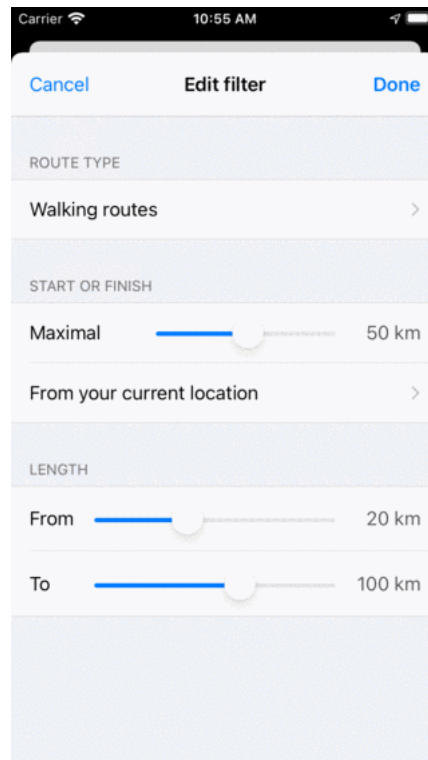 Carrier 10:55 AM
Cancel Edit filter Done
ROUTE TYPE
Walking routes
START OR FINISH
Maximal 50 km
From your current location
LENGTH
From 20 km
To 100 km